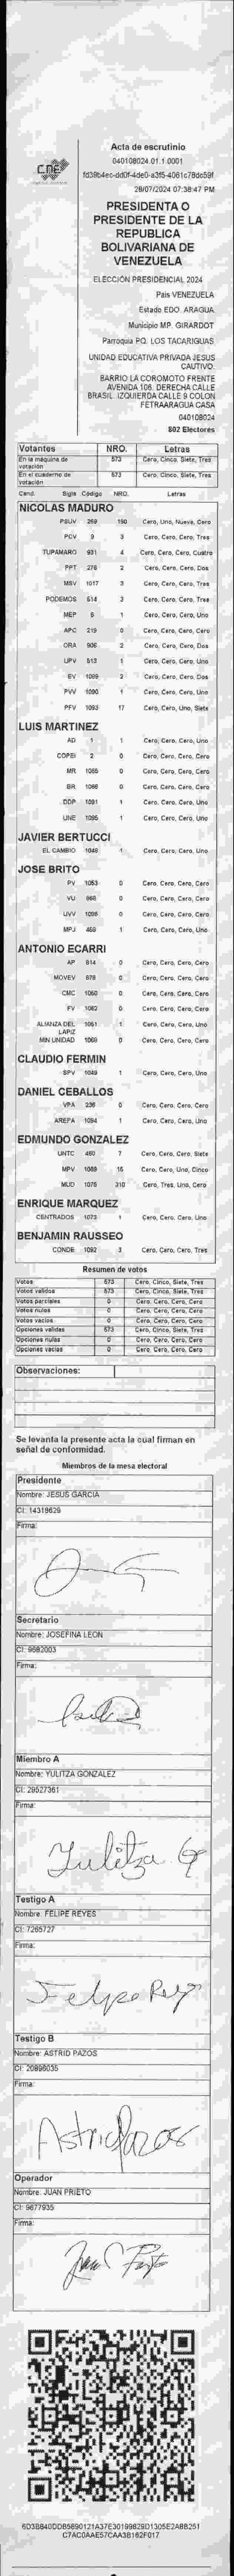 CNE
Acta de escrutinio
040108024.01.1.0001
28/07/2024 07:38:47 PM
PRESIDENTA O
PRESIDENTE DE LA
REPUBLICA
BOLIVARIANA DE
VENEZUELA
ELECCIÓN PRESIDENCIAL 2024
Pais VENEZUELA
Estado EDO. ARAGUA
Municipio MP. GIRARDOT
Parroquia PQ. LOS TACARIGUAS
UNIDAD EDUCATIVA PRIVADA JESUS
CAUTIVO
BARRIO LA COROMOTO FRENTE
AVENIDA 106. DERECHA CALLE
BRASIL. IZQUIERDA CALLE 9 COLON
FETRAARAGUA CASA
040108024
802 Electores
Votantes NRO. Letras
En la máquina de votación 573 Cero, Cinco, Siete, Tres
En el cuaderno de votación 573 Cero, Cinco, Siete, Tres
Cand. Sigla Código NRO. Letras
NICOLAS MADURO
PSUV 269 190 Cero, Uno, Nueve, Cero
PCV 9 3 Cero, Cero, Cero, Tres
TUPAMARO 931 4 Cero, Cero, Cero, Cuatro
PPT 276 2 Cero, Cero, Cero, Dos
MSV 1017 3 Cero, Cero, Cero, Tres
PODEMOS 514 3 Cero, Cero, Cero, Tres
MEP 6 1 Cero, Cero, Cero, Uno
APC 219 0 Cero, Cero, Cero, Cero
ORA 906 2 Cero, Cero, Cero, Dos
UPV 513 1 Cero, Cero, Cero, Uno
EV 1089 2 Cero, Cero, Cero, Dos
PVV 1090 1 Cero, Cero, Cero, Uno
PFV 1093 17 Cero, Cero, Uno, Siete
LUIS MARTINEZ
AD 1 1 Cero, Cero, Cero, Uno
COPEI 2 0 Cero, Cero, Cero, Cero
MR 1065 0 Cero, Cero, Cero, Cero
BR 1066 0 Cero, Cero, Cero, Cero
DDP 1091 1 Cero, Cero, Cero, Uno
UNE 1095 1 Cero, Cero, Cero, Uno
JAVIER BERTUCCI
EL CAMBIO 1048 1 Cero, Cero, Cero, Uno
JOSE BRITO
PV 1053 0 Cero, Cero, Cero, Cero
VU 968 0 Cero, Cero, Cero, Cero
UVV 1096 0 Cero, Cero, Cero, Cero
MPJ 468 1 Cero, Cero, Cero, Uno
ANTONIO ECARRI
AP 814 0 Cero, Cero, Cero, Cero
MOVEV 878 0 Cero, Cero, Cero, Cero
CMC 1060 0 Cero, Cero, Cero, Cero
FV 1062 0 Cero, Cero, Cero, Cero
ALIANZA DEL LAPIZ 1061 1 Cero, Cero, Cero, Uno
MIN UNIDAD 1069 0 Cero, Cero, Cero, Cero
CLAUDIO FERMIN
SPV 1049 1 Cero, Cero, Cero, Uno
DANIEL CEBALLOS
VPA 236 0 Cero, Cero, Cero, Cero
AREPA 1094 1 Cero, Cero, Cero, Uno
EDMUNDO GONZALEZ
UNTC 460 7 Cero, Cero, Cero, Siete
MPV 1069 15 Cero, Cero, Uno, Cinco
MUD 1076 310 Cero, Tres, Uno, Cero
ENRIQUE MARQUEZ
CENTRADOS 1073 1 Cero, Cero, Cero, Uno
BENJAMIN RAUSSEO
CONDE 1092 3 Cero, Cero, Cero, Tres
Resumen de votos
Votos 573 Cero, Cinco, Siete, Tres
Votos validos 573 Cero, Cinco, Siete, Tres
Votos parciales 0 Cero, Cero, Cero, Cero
Votos nulos 0 Cero, Cero, Cero, Cero
Votos vacios 0 Cero, Cero, Cero, Cero
Opciones validas 573 Cero, Cinco, Siete, Tres
Opciones nulas 0 Cero, Cero, Cero, Cero
Opciones vacias 0 Cero, Cero, Cero, Cero
Observaciones:
Se levanta la presente acta la cual firman en
señal de conformidad.
Miembros de la mesa electoral
Presidente
Nombre: JESUS GARCIA
CI: 14319629
Firma:
Secretario
Nombre: JOSEFINA LEON
CI: 9682003
Firma:
Miembro A
Nombre: YULITZA GONZALEZ
CI: 29527361
Firma:
Yulitza G
Testigo A
Nombre: FELIPE REYES
CI: 7265727
Firma:
Felipe Reyes
Testigo B
Nombre: ASTRID PAZOS
CI: 20896035
Firma:
Astrid Pazos
Operador
Nombre: JUAN PRIETO
CI: 9677935
Firma: